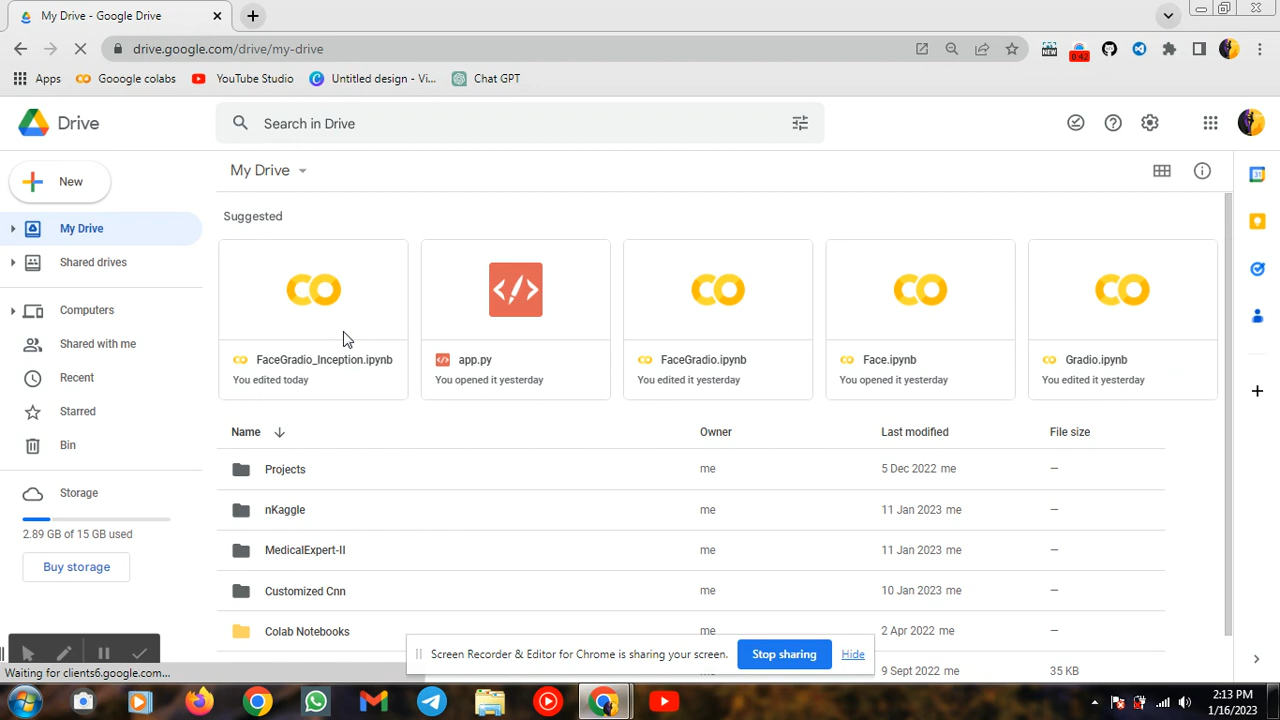 My Drive - Google Drive
drive.google.com/drive/my-drive
NEW
0:42
Apps
Gooogle colabs
YouTube Studio
Untitled design - Vi...
Chat GPT
Drive
Search in Drive
New
My Drive
My Drive
Shared drives
Computers
Shared with me
Recent
Starred
Bin
Storage
2.89 GB of 15 GB used
Buy storage
Suggested
FaceGradio_Inception.ipynb
You edited today
app.py
You opened it yesterday
FaceGradio.ipynb
You edited it yesterday
Face.ipynb
You opened it yesterday
Gradio.ipynb
You edited it yesterday
Name Owner Last modified File size
Projects me 5 Dec 2022 me —
nKaggle me 11 Jan 2023 me —
MedicalExpert-II me 11 Jan 2023 me —
Customized Cnn me 10 Jan 2023 me —
Colab Notebooks me 2 Apr 2022 me —
9 Sept 2022 me 35 KB
Screen Recorder & Editor for Chrome is sharing your screen. Stop sharing Hide
Waiting for clients6.google.com...
2:13 PM
1/16/2023
31